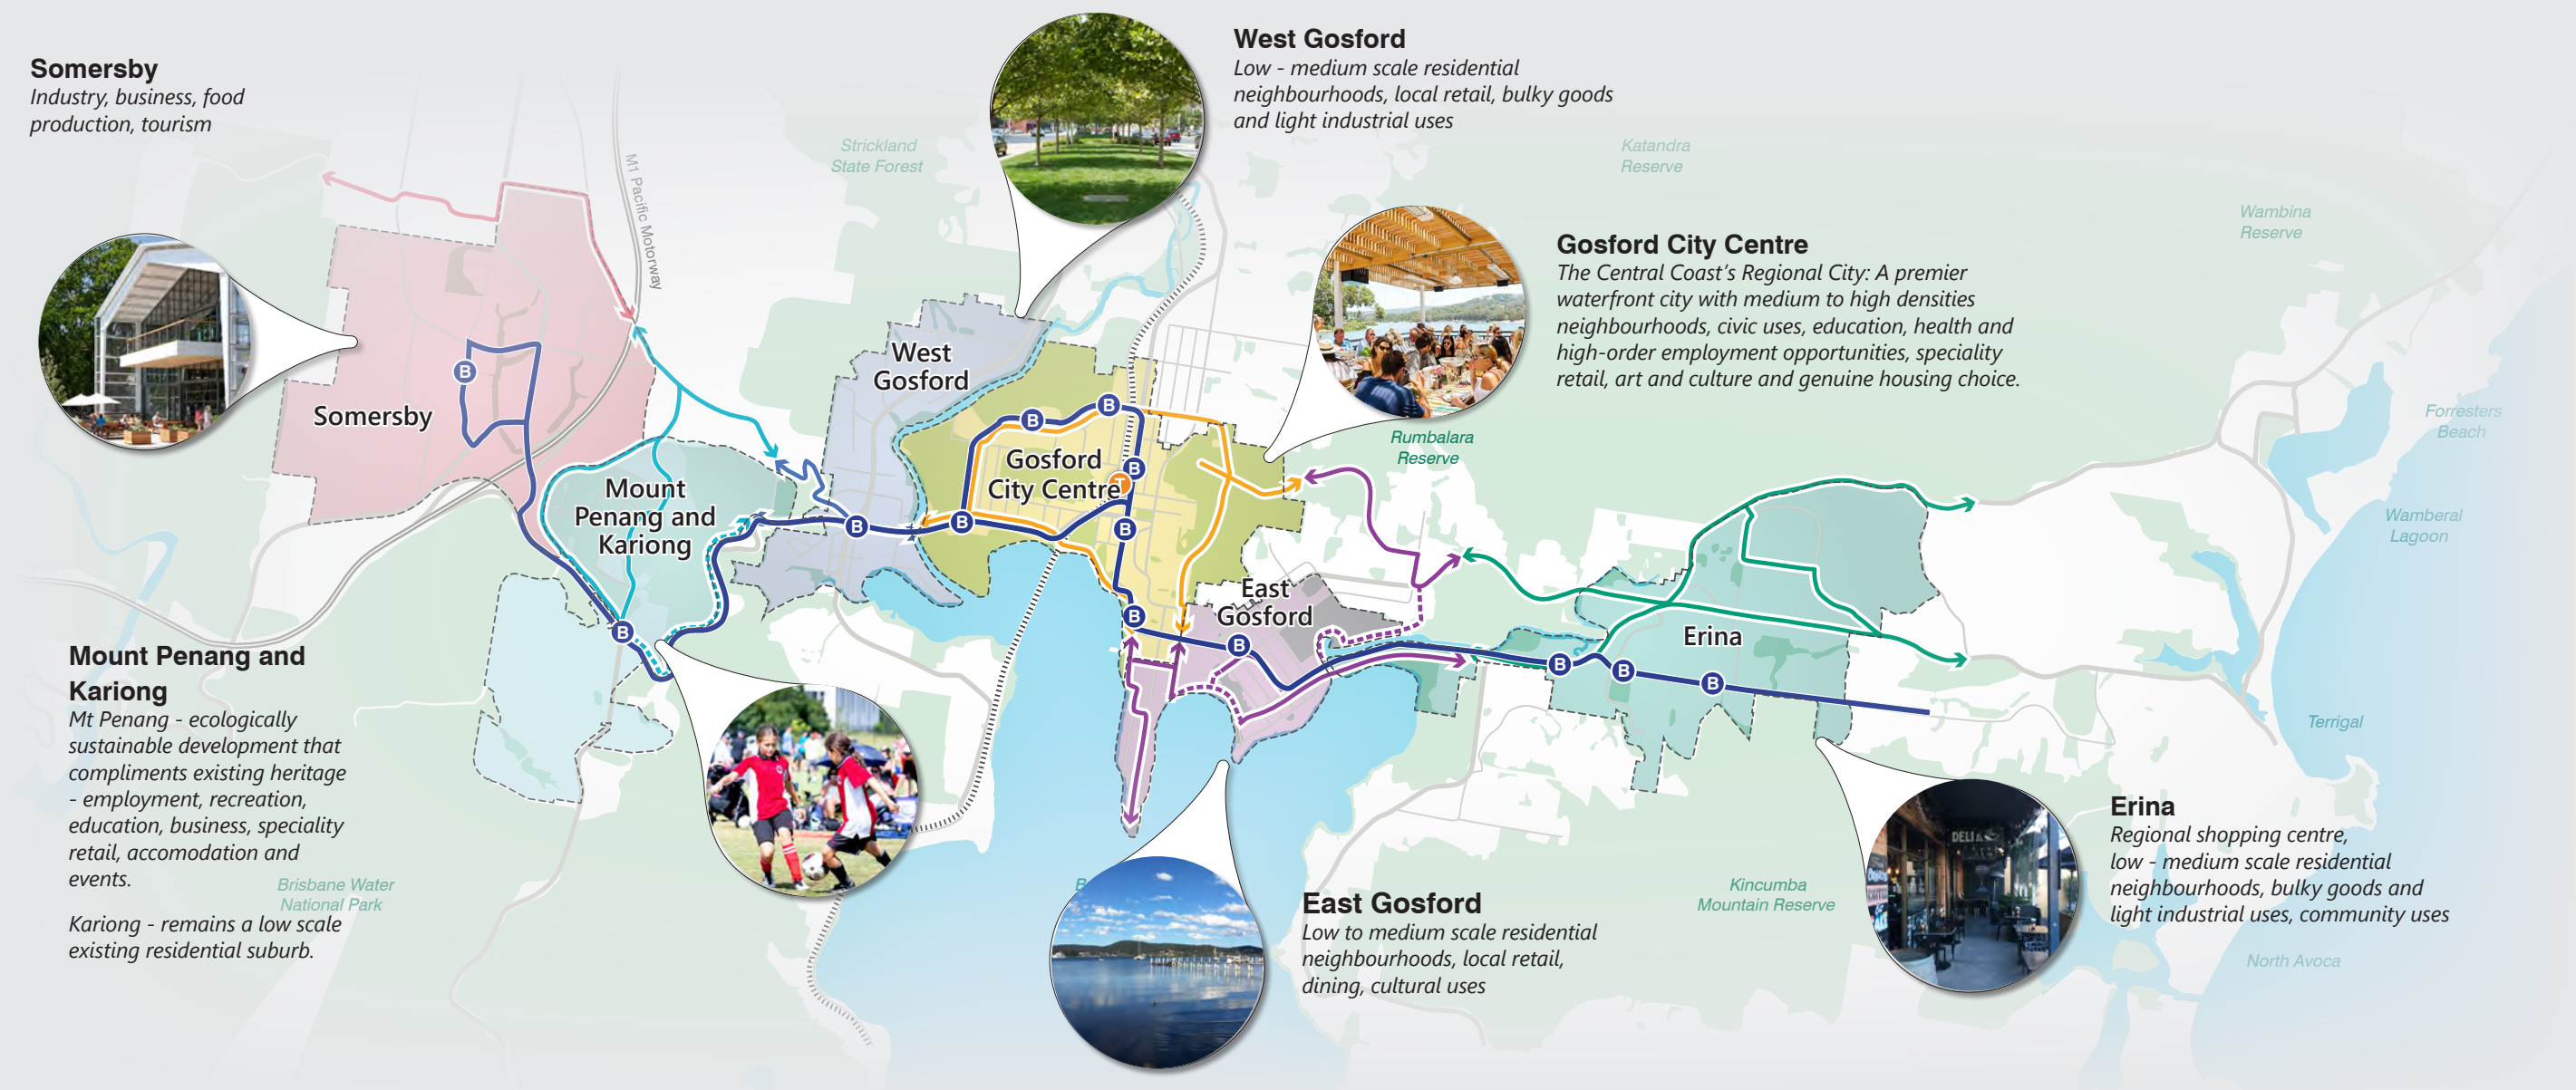 Somersby
Industry, business, food
production, tourism
West Gosford
Low - medium scale residential
neighbourhoods, local retail, bulky goods
and light industrial uses
Strickland
State Forest
Katandra
Reserve
M1 Pacific Motorway
Wambina
Reserve
Gosford City Centre
The Central Coast's Regional City: A premier
waterfront city with medium to high densities
neighbourhoods, civic uses, education, health and
high-order employment opportunities, speciality
retail, art and culture and genuine housing choice.
West
Gosford
B
Somersby
B
B
Forresters
Beach
Rumbalara
Reserve
Gosford
City Centre
B
T
Mount
Penang and
Kariong
B
B
B
Wamberal
Lagoon
East
Gosford
B
B
B
Erina
B
B
B
Mount Penang and
Kariong
Mt Penang - ecologically
sustainable development that
compliments existing heritage
- employment, recreation,
education, business, speciality
retail, accomodation and
events.
Kariong - remains a low scale
existing residential suburb.
Brisbane Water
National Park
Terrigal
DELI
Erina
Regional shopping centre,
low - medium scale residential
neighbourhoods, bulky goods and
light industrial uses, community uses
Kincumba
Mountain Reserve
East Gosford
Low to medium scale residential
neighbourhoods, local retail,
dining, cultural uses
North Avoca